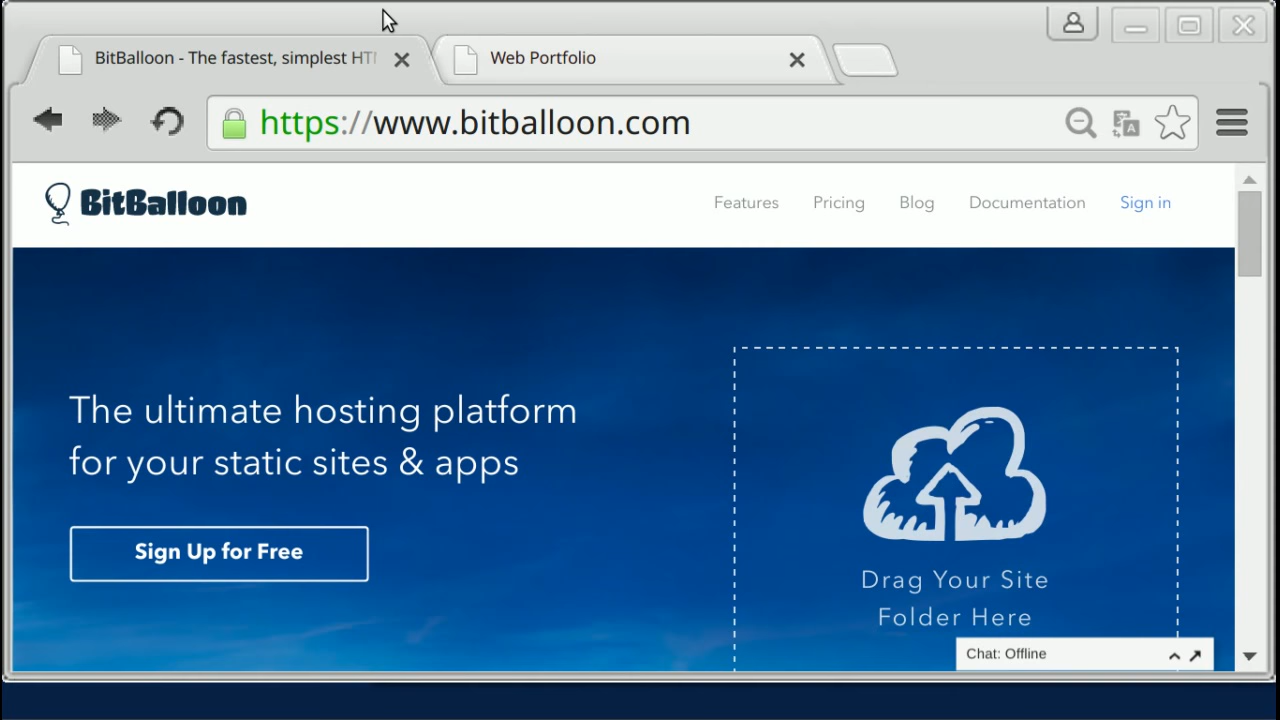 BitBalloon - The fastest, simplest HT
Web Portfolio
https://www.bitballoon.com
BitBalloon
Features
Pricing
Blog
Documentation
Sign in
The ultimate hosting platform
for your static sites & apps
Sign Up for Free
Drag Your Site
Folder Here
Chat: Offline